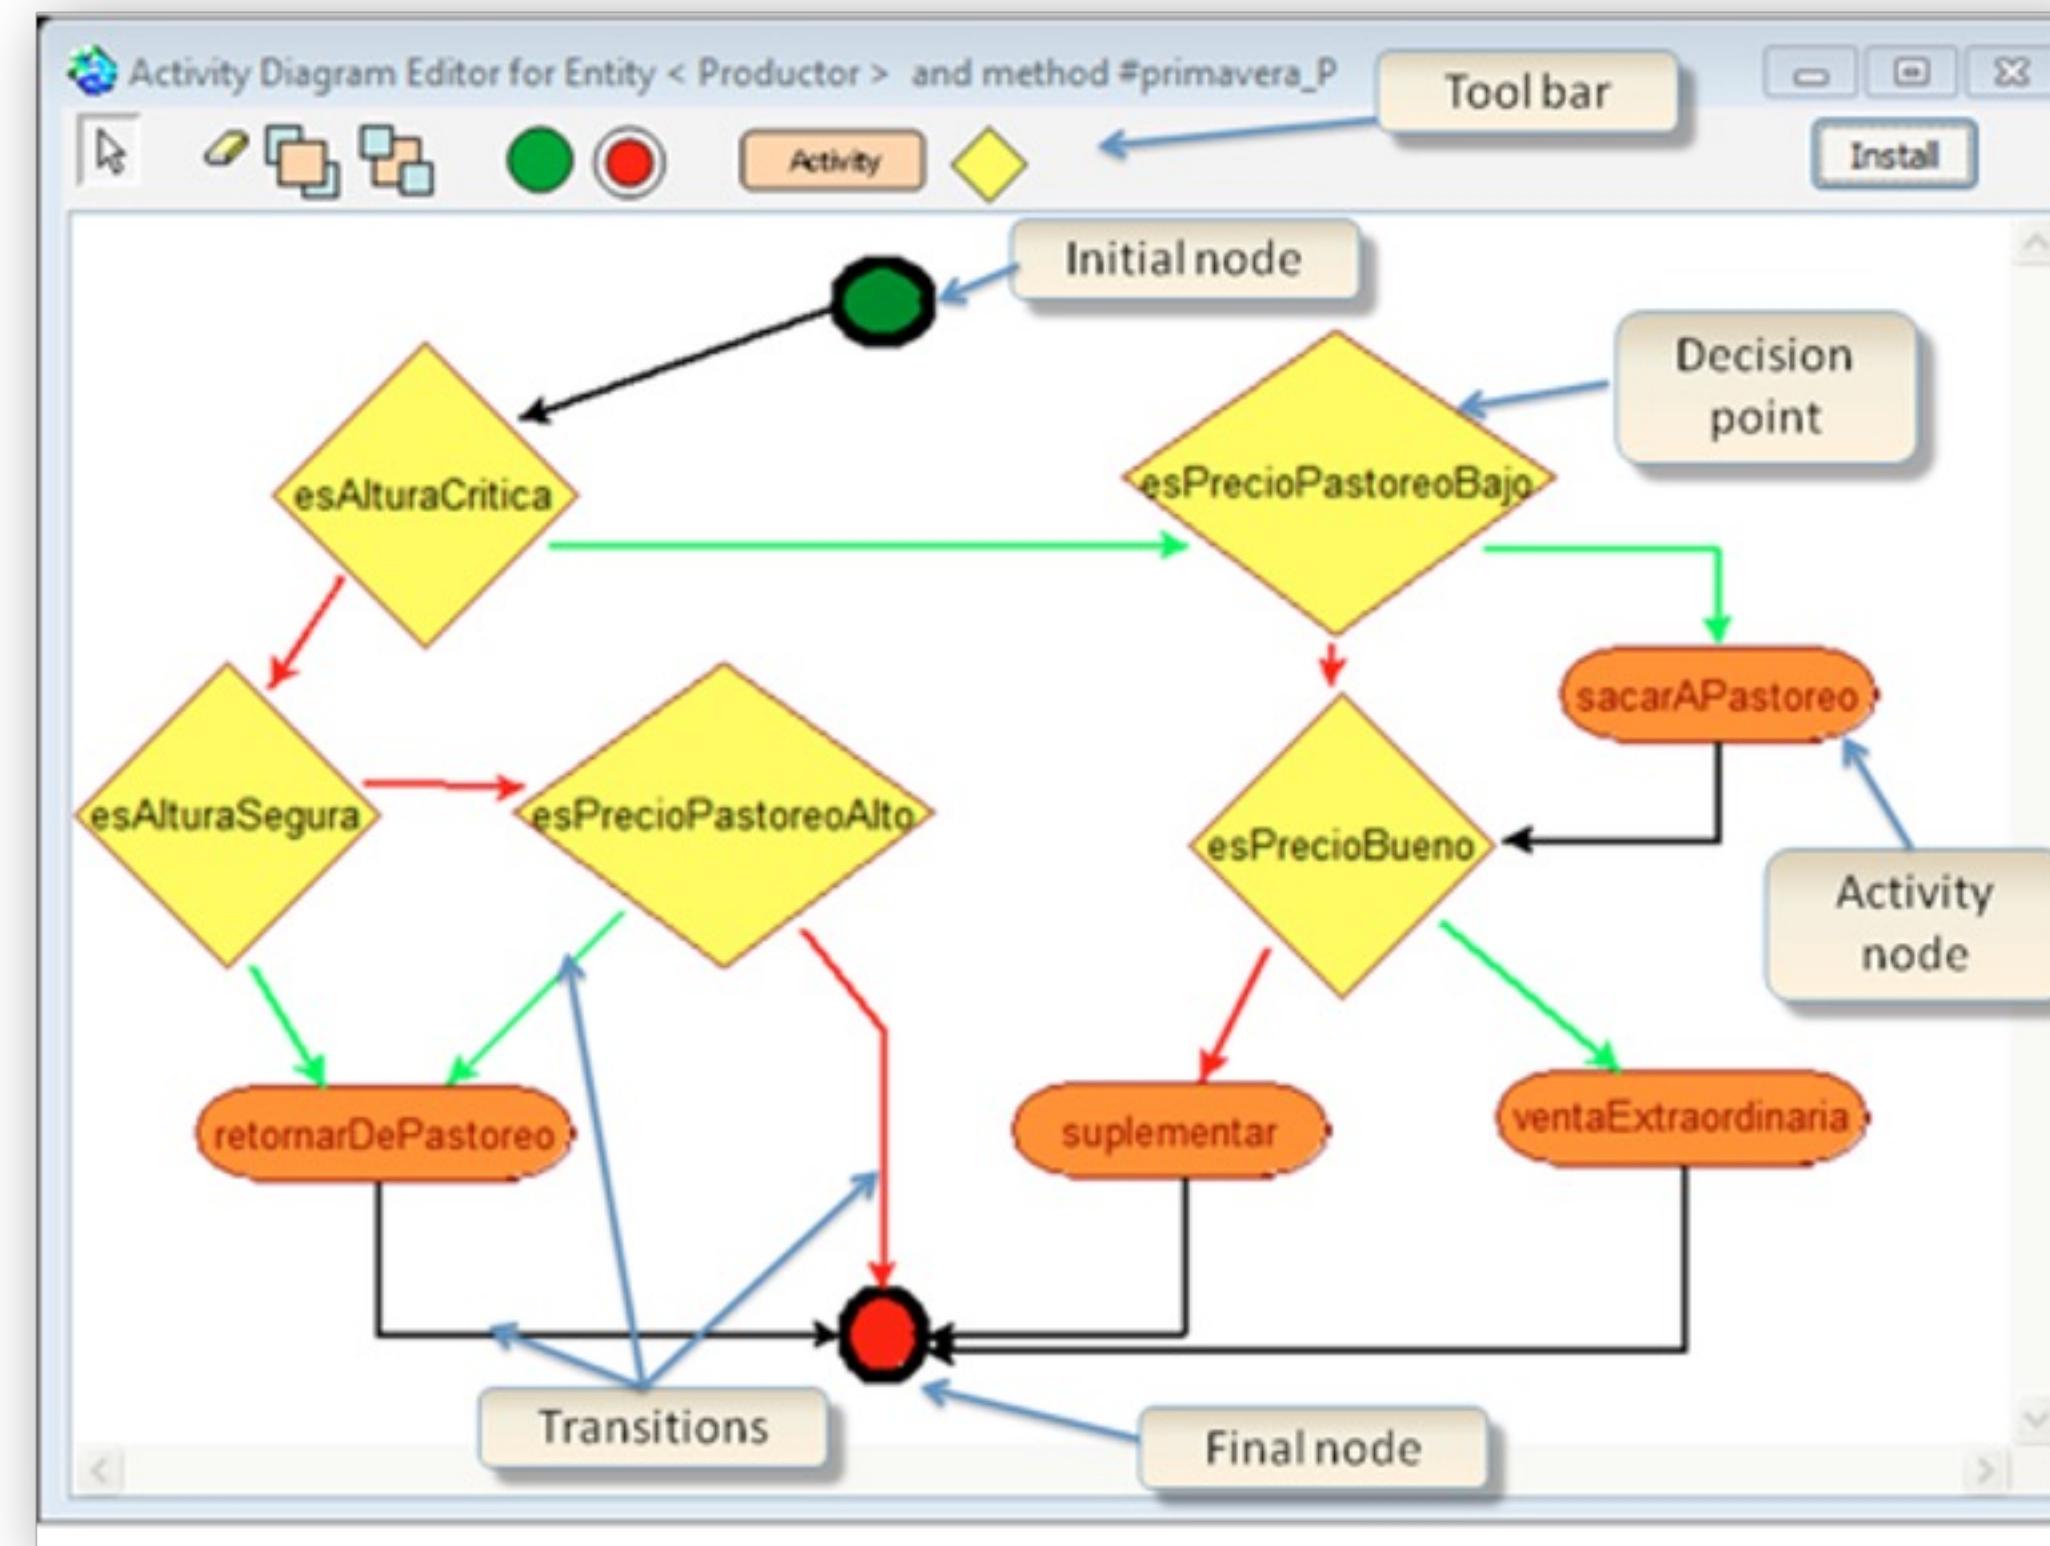 Activity Diagram Editor for Entity < Productor > and method #primavera_P
Tool bar
Activity
Install
Initial node
Decision
point
esAlturaCritica
esPrecioPastoreoBajo
sacarAPastoreo
esAlturaSegura
esPrecioPastoreoAlto
esPrecioBueno
Activity
node
retornarDePastoreo
suplementar
ventaExtraordinaria
Transitions
Final node